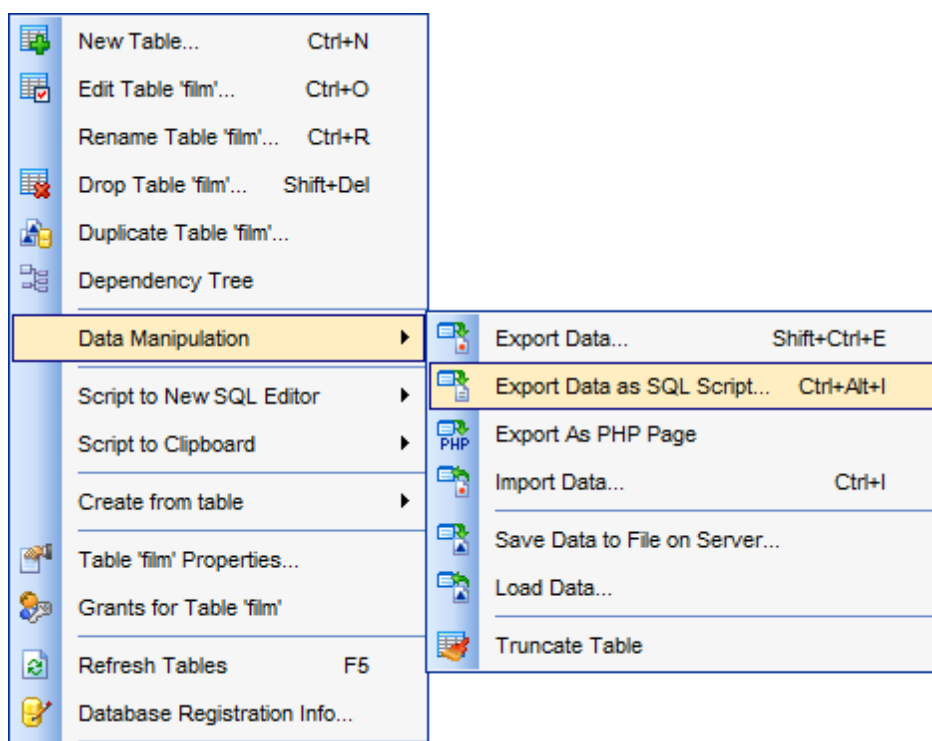 New Table... Ctrl+N
Edit Table 'film'... Ctrl+O
Rename Table 'film'... Ctrl+R
Drop Table 'film'... Shift+Del
Duplicate Table 'film'...
Dependency Tree
Data Manipulation
Script to New SQL Editor
Script to Clipboard
Create from table
Table 'film' Properties...
Grants for Table 'film'
Refresh Tables F5
Database Registration Info...
Export Data... Shift+Ctrl+E
Export Data as SQL Script... Ctrl+Alt+I
PHP Export As PHP Page
Import Data... Ctrl+I
Save Data to File on Server...
Load Data...
Truncate Table